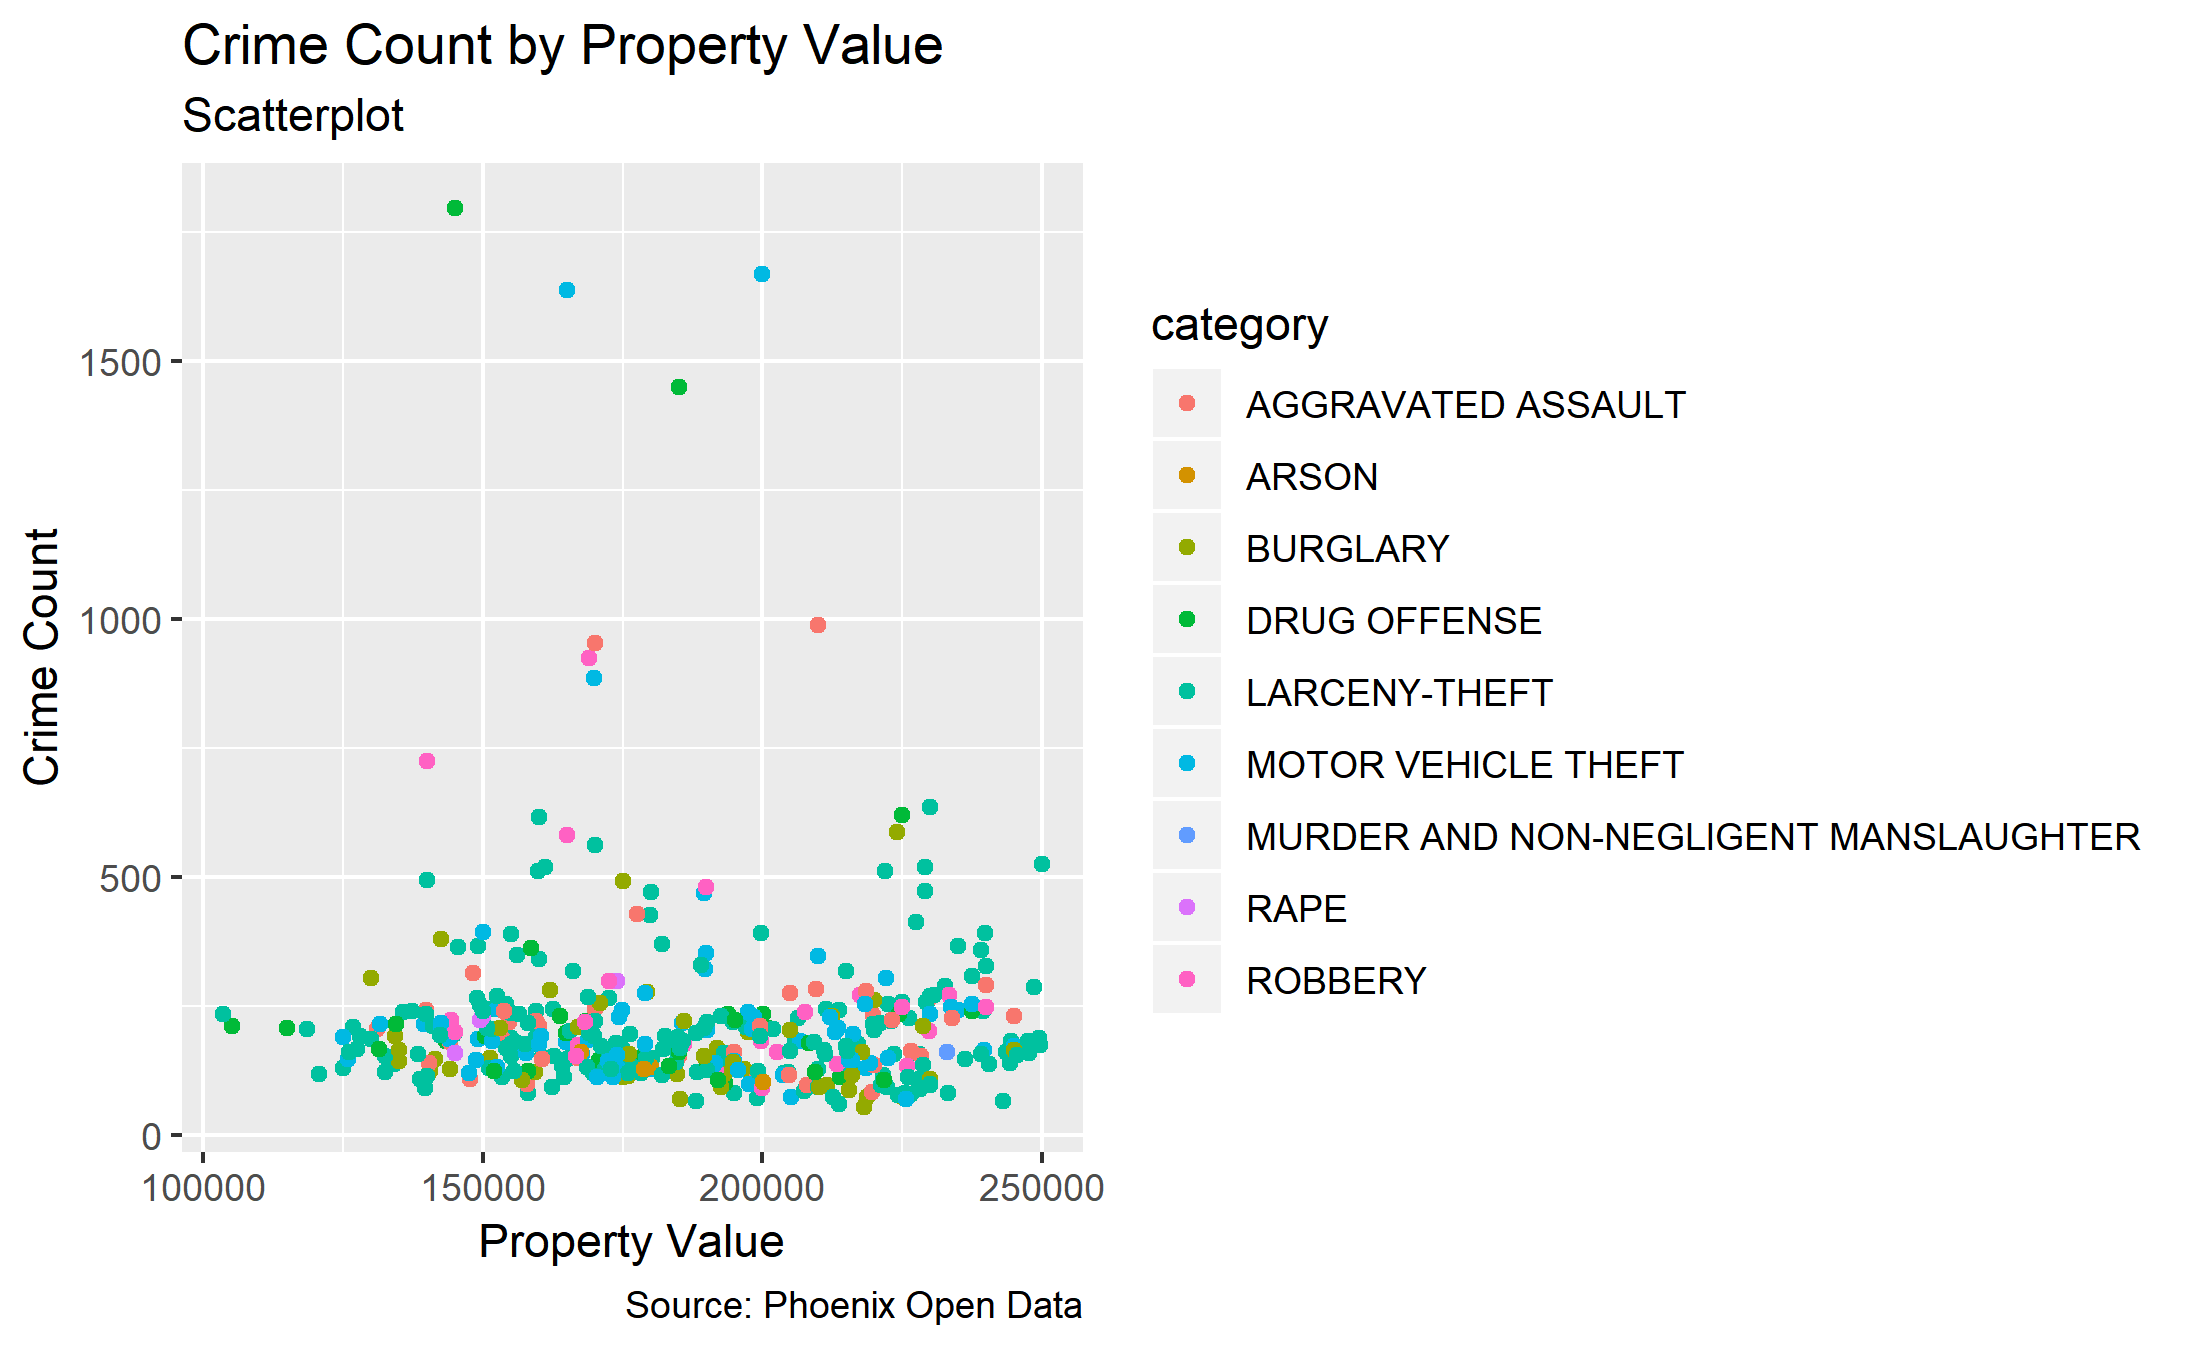 Crime Count by Property Value
Scatterplot
Crime Count
1500
1000
500
0
100000 150000 200000 250000
Property Value
Source: Phoenix Open Data
category
AGGRAVATED ASSAULT
ARSON
BURGLARY
DRUG OFFENSE
LARCENY-THEFT
MOTOR VEHICLE THEFT
MURDER AND NON-NEGLIGENT MANSLAUGHTER
RAPE
ROBBERY